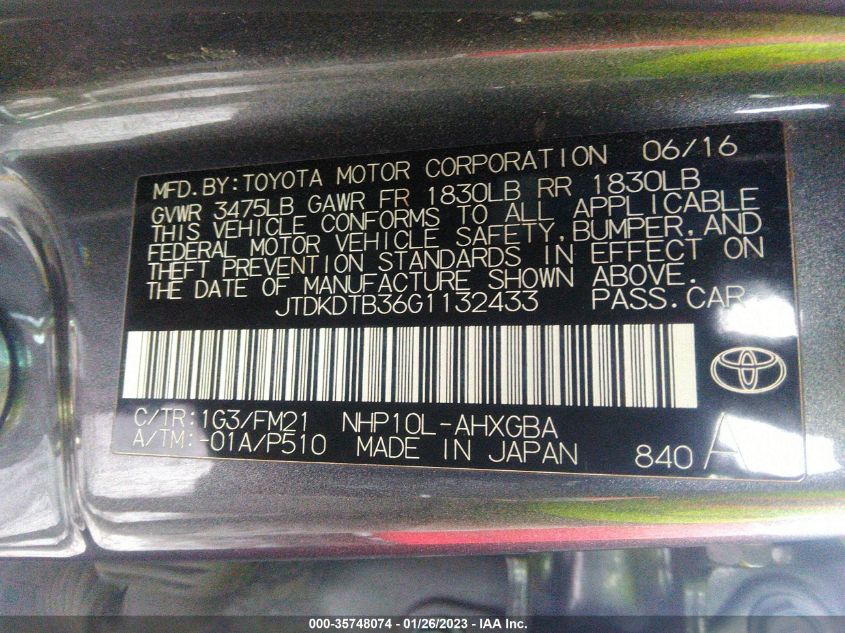 MFD. BY: TOYOTA MOTOR CORPORATION 06/16
GVWR 3475LB GAWR FR 1830LB RR 1830LB
THIS VEHICLE CONFORMS TO ALL APPLICABLE
FEDERAL MOTOR VEHICLE SAFETY, BUMPER, AND
THEFT PREVENTION STANDARDS IN EFFECT ON
THE DATE OF MANUFACTURE SHOWN ABOVE.
JTDKDTB36G1132433 PASS. CAR
C/TR: 1G3/FM21 NHP10L-AHXGBA
A/TM: -01A/P510 MADE IN JAPAN 840 A
000-35748074 - 01/26/2023 - IAA Inc.